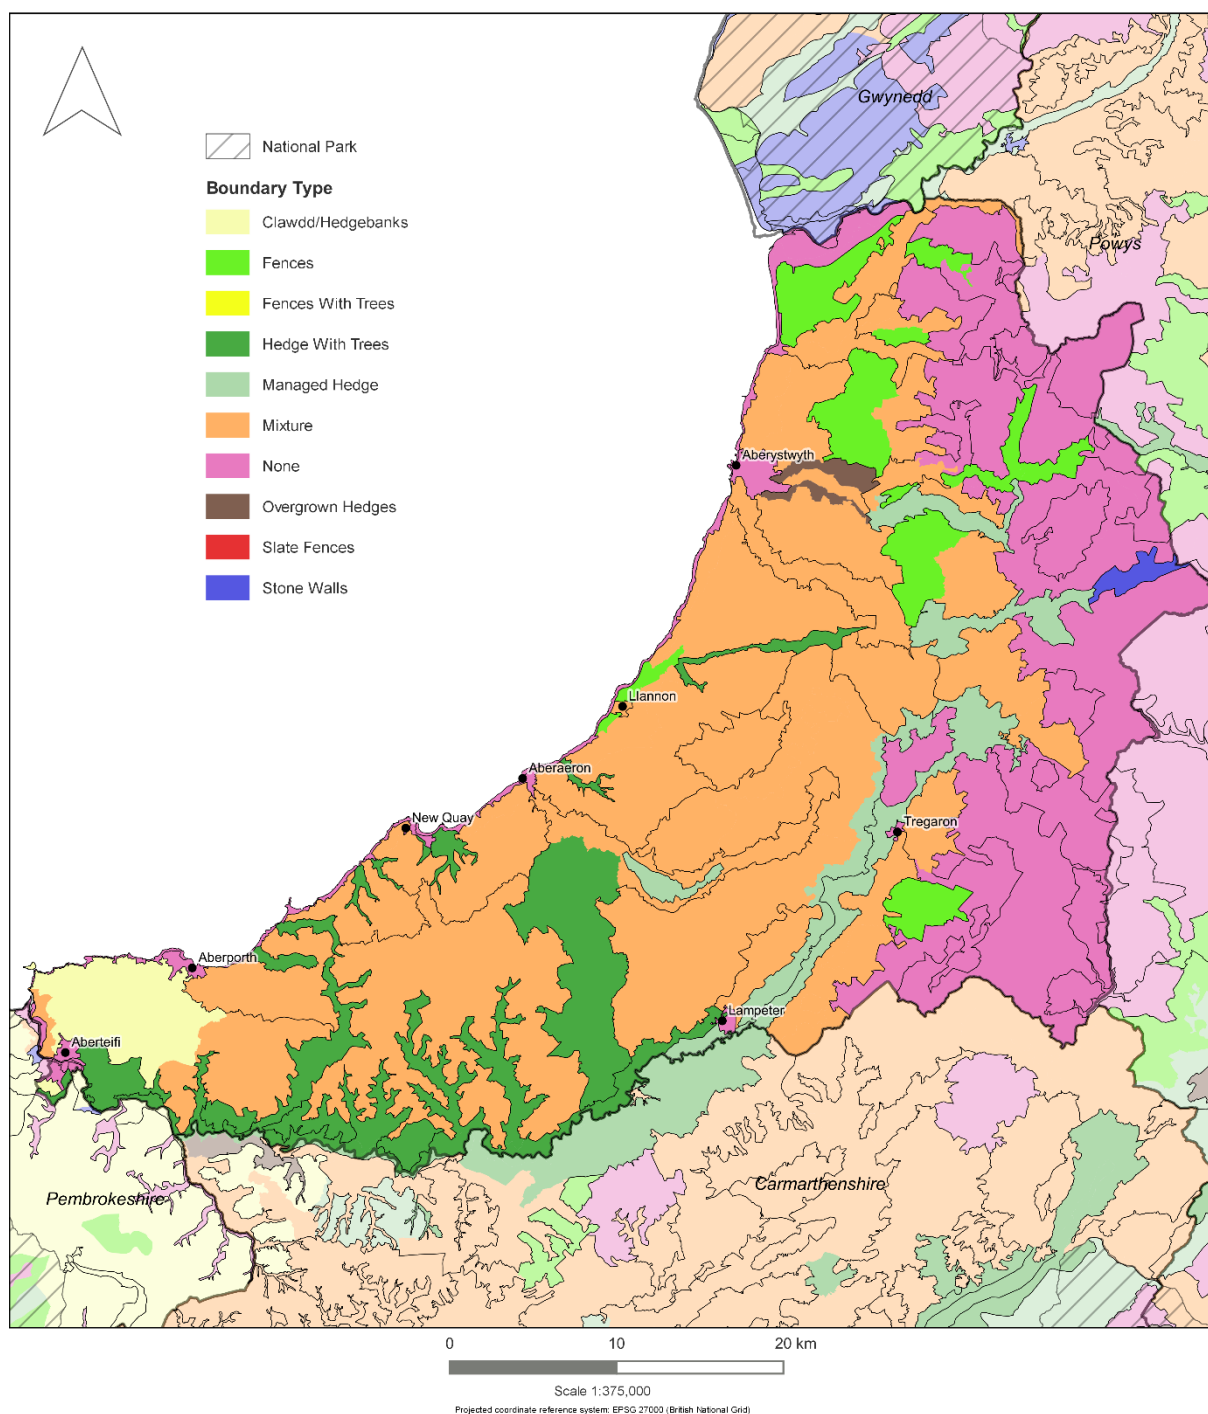 Gwynedd
National Park
Boundary Type
Clawdd/Hedgebanks
Fences
Powys
Fences With Trees
Hedge With Trees
Managed Hedge
Mixture
None
Aberystwyth
Overgrown Hedges
Slate Fences
Stone Walls
Llannon
Aberaeron
New Quay
Tregaron
Aberporth
Lampeter
Aberteifi
Carmarthenshire
Pembrokeshire
0 10 20 km
Scale 1:375,000
Projected coordinate reference system: EPSG 27000 (British National Grid)